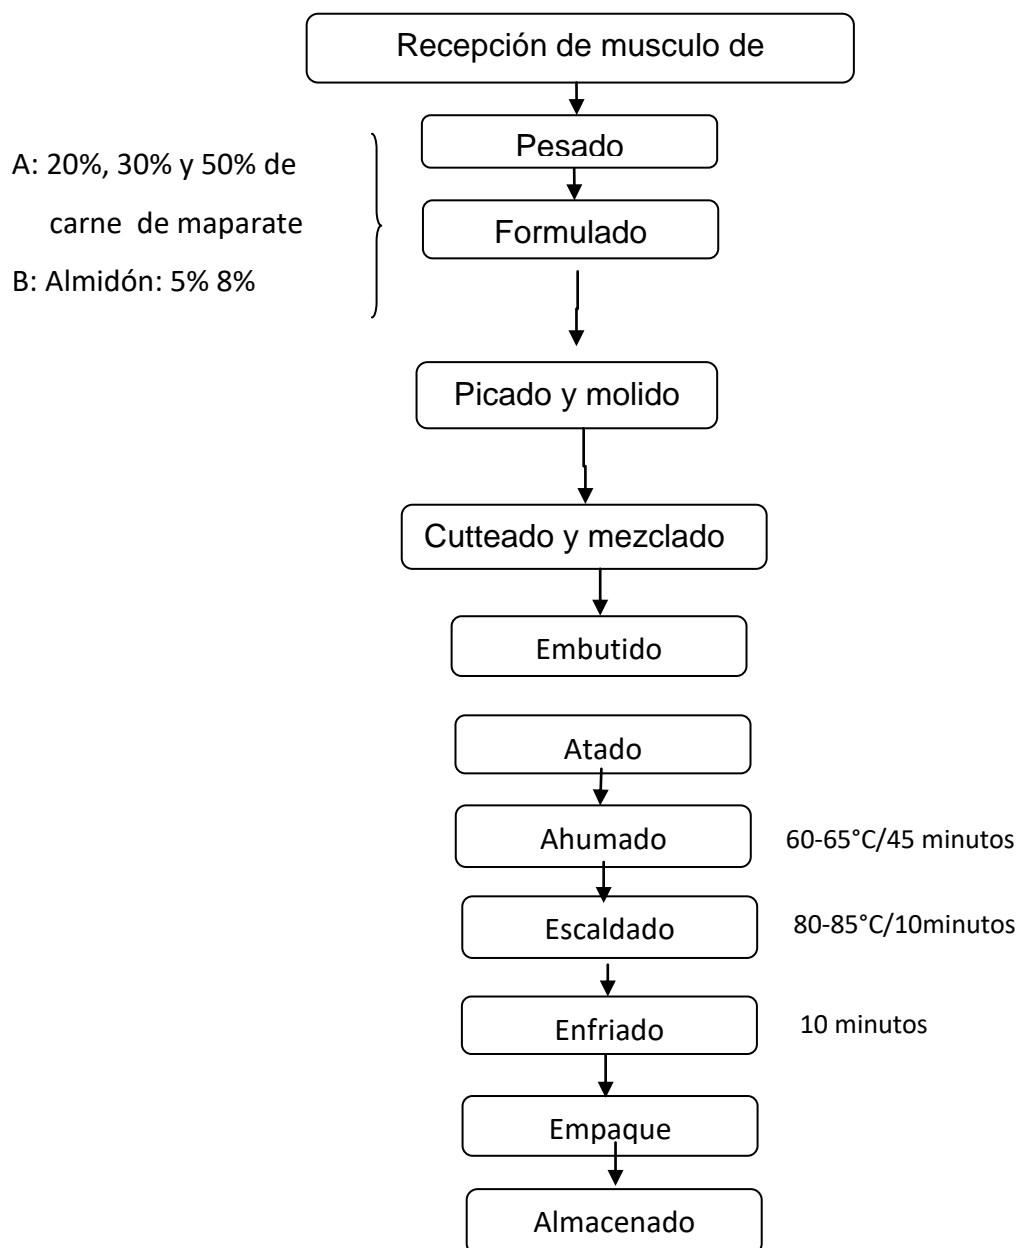 Recepción de musculo de
Pesado
A: 20%, 30% y 50% de
carne de maparate
B: Almidón: 5% 8%
Formulado
Picado y molido
Cutteado y mezclado
Embutido
Atado
Ahumado
60-65°C/45 minutos
Escaldado
80-85°C/10minutos
Enfriado
10 minutos
Empaque
Almacenado